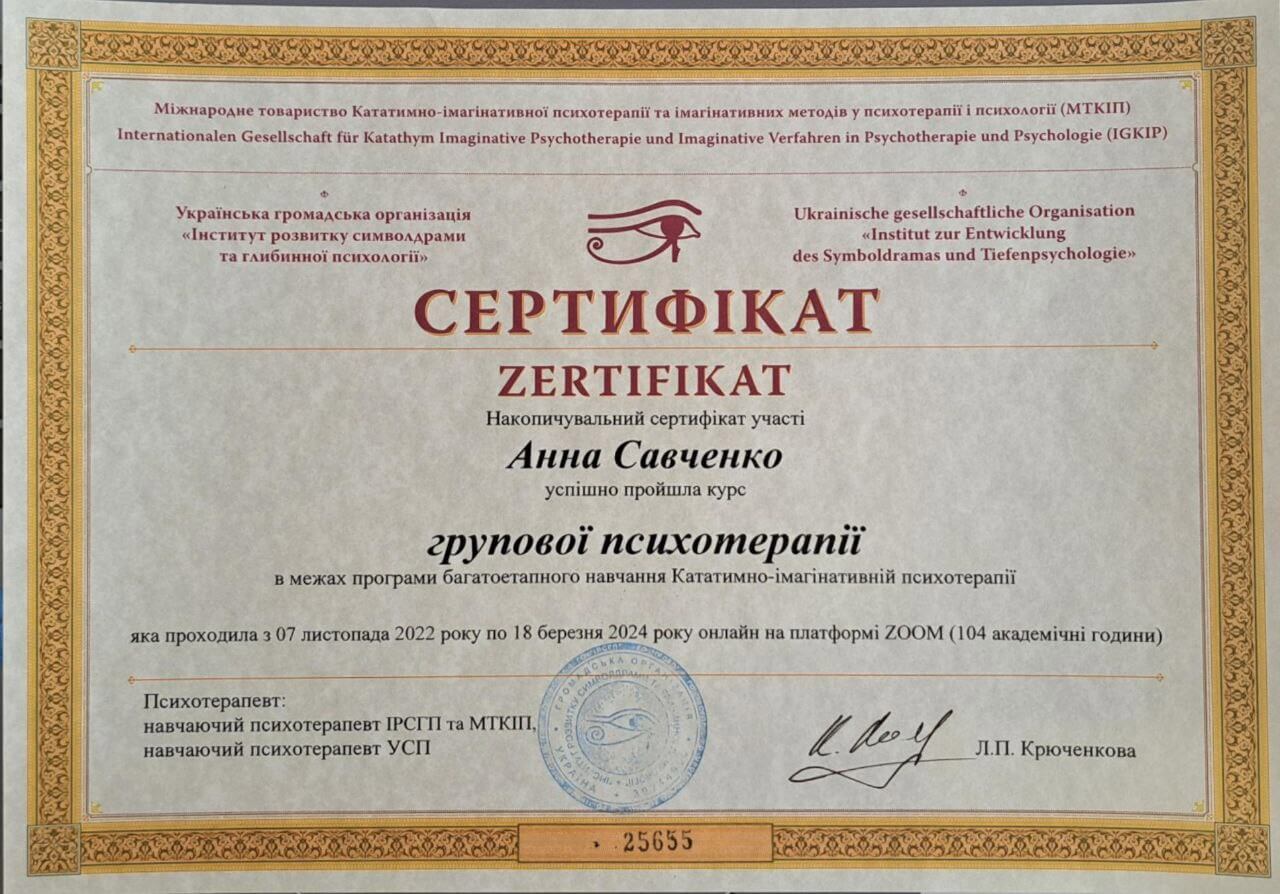 Міжнародне товариство Кататимно-імагінативної психотерапії та імагінативних методів у психотерапії і психології (МТКІП)
Internationalen Gesellschaft für Katathym Imaginative Psychotherapie und Imaginative Verfahren in Psychotherapie und Psychologie (IGKIP)
Українська громадська організація
«Інститут розвитку символдрами
та глибинної психології»
Ukrainische gesellschaftliche Organisation
«Institut zur Entwicklung
des Symboldramas und Tiefenpsychologie»
СЕРТИФІКАТ
ZERTIFIKAT
Накопичувальний сертифікат участі
Анна Савченко
успішно пройшла курс
групової психотерапії
в межах програми багатоетапного навчання Кататимно-імагінативній психотерапії
яка проходила з 07 листопада 2022 року по 18 березня 2024 року онлайн на платформі ZOOM (104 академічні години)
Психотерапевт:
навчаючий психотерапевт ІРСГП та МТКІП,
навчаючий психотерапевт УСП
ГРОМАДСЬКА ОРГАНІЗАЦІЯ
УКРАЇНА
Л.П. Крюченкова
25655